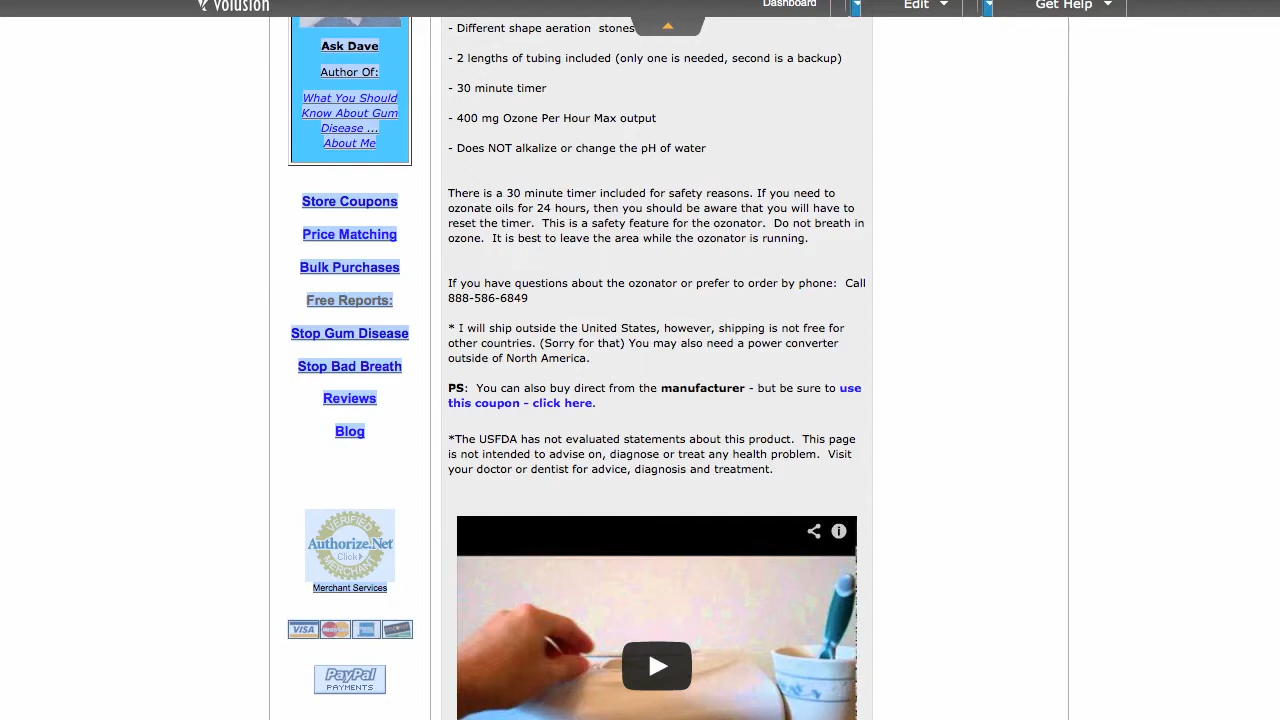 volusion
Dashboard
Edit
Get Help
Ask Dave
Author Of:
What You Should
Know About Gum
Disease ...
About Me
Store Coupons
Price Matching
Bulk Purchases
Free Reports:
Stop Gum Disease
Stop Bad Breath
Reviews
Blog
VERIFIED
Authorize.Net
Click
MERCHANT
Merchant Services
VISA
PayPal
PAYMENTS
- Different shape aeration  stones
- 2 lengths of tubing included (only one is needed, second is a backup)
- 30 minute timer
- 400 mg Ozone Per Hour Max output
- Does NOT alkalize or change the pH of water
There is a 30 minute timer included for safety reasons. If you need to
ozonate oils for 24 hours, then you should be aware that you will have to
reset the timer.  This is a safety feature for the ozonator.  Do not breath in
ozone.  It is best to leave the area while the ozonator is running.
If you have questions about the ozonator or prefer to order by phone:  Call
888-586-6849
* I will ship outside the United States, however, shipping is not free for
other countries. (Sorry for that) You may also need a power converter
outside of North America.
PS:  You can also buy direct from the manufacturer - but be sure to use
this coupon - click here.
*The USFDA has not evaluated statements about this product.  This page
is not intended to advise on, diagnose or treat any health problem.  Visit
your doctor or dentist for advice, diagnosis and treatment.